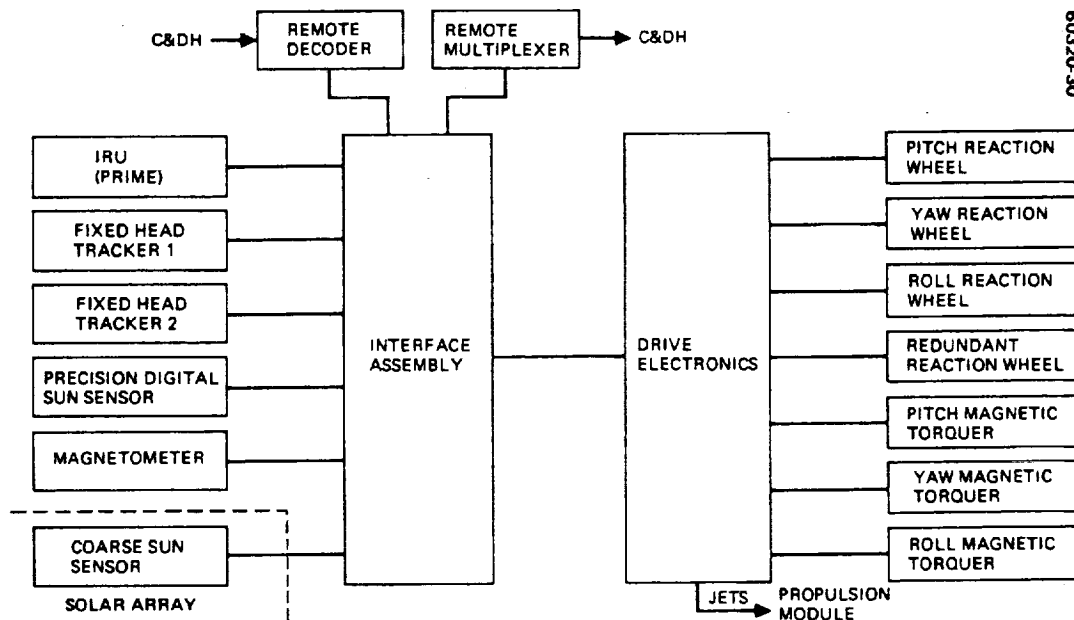 60320-30
C&DH
REMOTE
DECODER
REMOTE
MULTIPLEXER
C&DH
IRU
(PRIME)
FIXED HEAD
TRACKER 1
FIXED HEAD
TRACKER 2
PRECISION DIGITAL
SUN SENSOR
MAGNETOMETER
COARSE SUN
SENSOR
SOLAR ARRAY
INTERFACE
ASSEMBLY
DRIVE
ELECTRONICS
PITCH REACTION
WHEEL
YAW REACTION
WHEEL
ROLL REACTION
WHEEL
REDUNDANT
REACTION WHEEL
PITCH MAGNETIC
TORQUER
YAW MAGNETIC
TORQUER
ROLL MAGNETIC
TORQUER
JETS
PROPULSION
MODULE